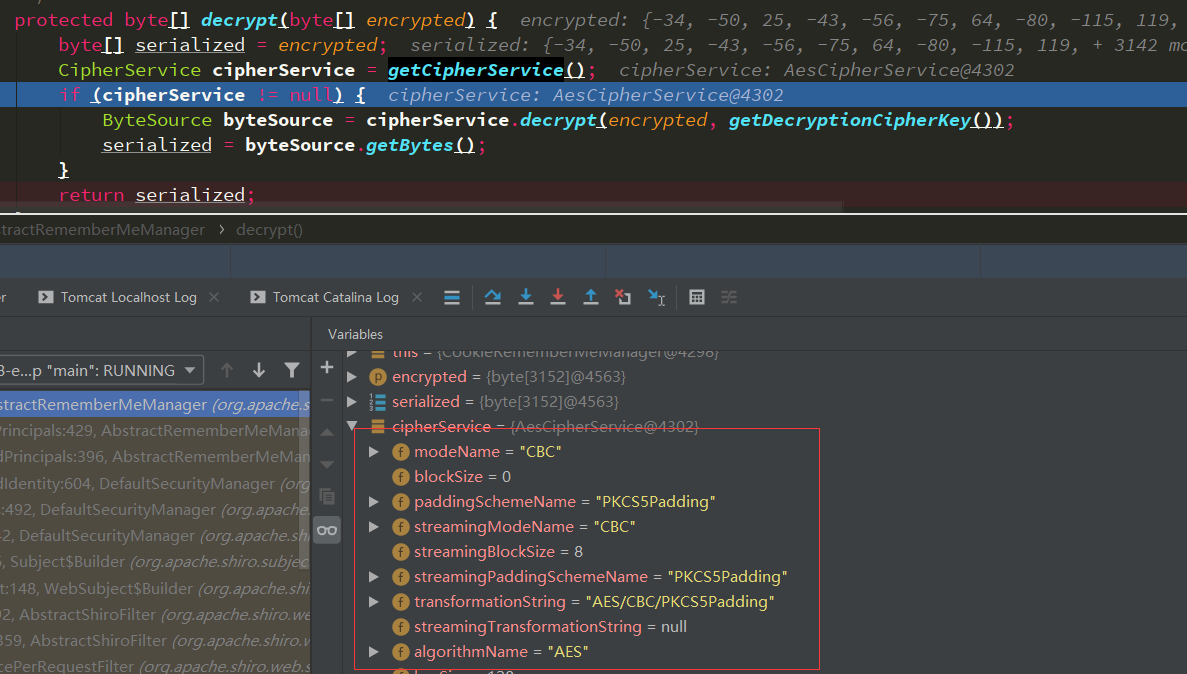 protected byte[] decrypt(byte[] encrypted) {  encrypted: {-34, -50, 25, -43, -56, -75, 64, -80, -115, 119,
byte[] serialized = encrypted;  serialized: {-34, -50, 25, -43, -56, -75, 64, -80, -115, 119, + 3142 mo
CipherService cipherService = getCipherService();  cipherService: AesCipherService@4302
if (cipherService != null) {  cipherService: AesCipherService@4302
ByteSource byteSource = cipherService.decrypt(encrypted, getDecryptionCipherKey());
serialized = byteSource.getBytes();
}
return serialized;
stractRememberMeManager › decrypt()
er Tomcat Localhost Log × Tomcat Catalina Log ×
Variables
this = {CookieRememberMeManager@4298}
3-e...p "main": RUNNING
encrypted = {byte[3152]@4563}
stractRememberMeManager (org.apache.s
serialized = {byte[3152]@4563}
Principals:429, AbstractRememberMeMana
cipherService = {AesCipherService@4302}
dPrincipals:396, AbstractRememberMeMan
modeName = "CBC"
dIdentity:604, DefaultSecurityManager (org
blockSize = 0
:492, DefaultSecurityManager (org.apache.
paddingSchemeName = "PKCS5Padding"
42, DefaultSecurityManager (org.apache.sh
streamingModeName = "CBC"
5, Subject$Builder (org.apache.shiro.subjec
streamingBlockSize = 8
t:148, WebSubject$Builder (org.apache.shi
streamingPaddingSchemeName = "PKCS5Padding"
02, AbstractShiroFilter (org.apache.shiro.we
transformationString = "AES/CBC/PKCS5Padding"
359, AbstractShiroFilter (org.apache.shiro.w
streamingTransformationString = null
cePerRequestFilter (org.apache.shiro.web.s
algorithmName = "AES"